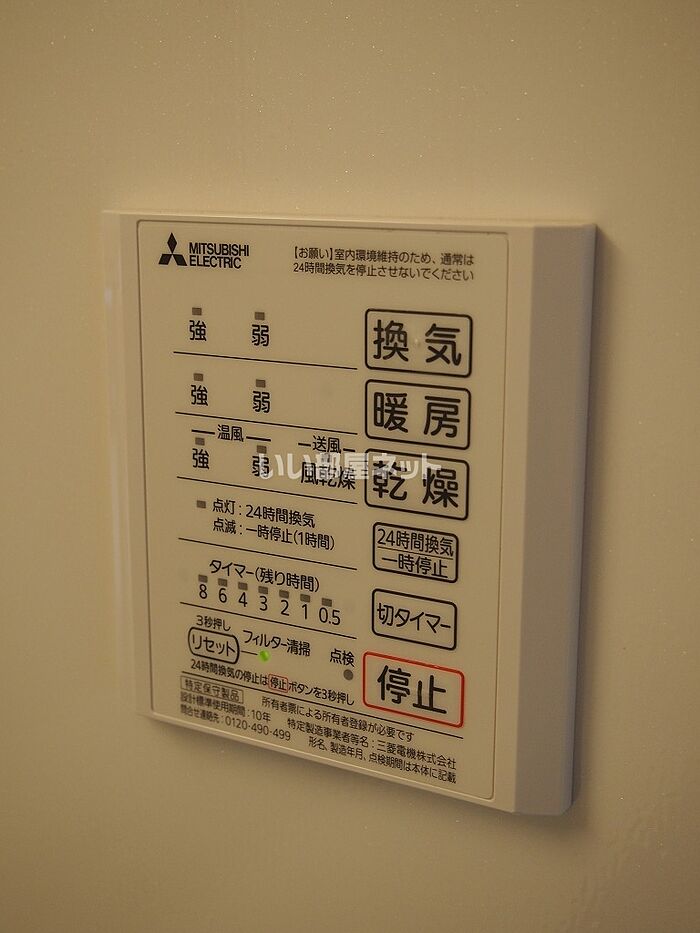 MITSUBISHI
ELECTRIC
【お願い】室内環境維持のため、通常は
24時間換気を停止させないでください
強 弱 換気
強 弱 暖房
温風 送風
強 弱 風乾燥 乾燥
いい部屋ネット
点灯:24時間換気
点滅:一時停止(1時間)
24時間換気
一時停止
タイマー(残り時間)
8 6 4 3 2 1 0.5
切タイマー
3秒押し
リセット フィルター清掃 点検
24時間換気の停止は停止ボタンを3秒押し
停止
特定保守製品 所有者票による所有者登録が必要です
設計標準使用期間:10年 特定製造事業者等名:三菱電機株式会社
問合せ連絡先:0120-490-499 形名、製造年月、点検期間は本体に記載